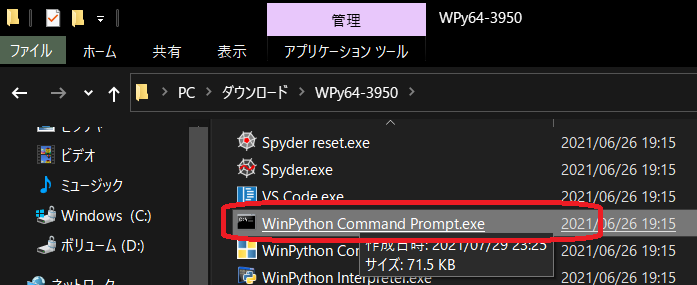 管理
WPy64-3950
ファイル ホーム 共有 表示 アプリケーション ツール
PC ダウンロード WPy64-3950
ピクチャ
Spyder reset.exe 2021/06/26 19:15
ビデオ
Spyder.exe 2021/06/26 19:15
ミュージック
VS Code.exe 2021/06/26 19:15
Windows (C:)
WinPython Command Prompt.exe 2021/06/26 19:15
ボリューム (D:)
WinPython Con 2021/06/26 19:15
作成日時: 2021/07/29 23:25
サイズ: 71.5 KB
ネットワーク
WinPython Interpreter.exe 2021/06/26 19:15